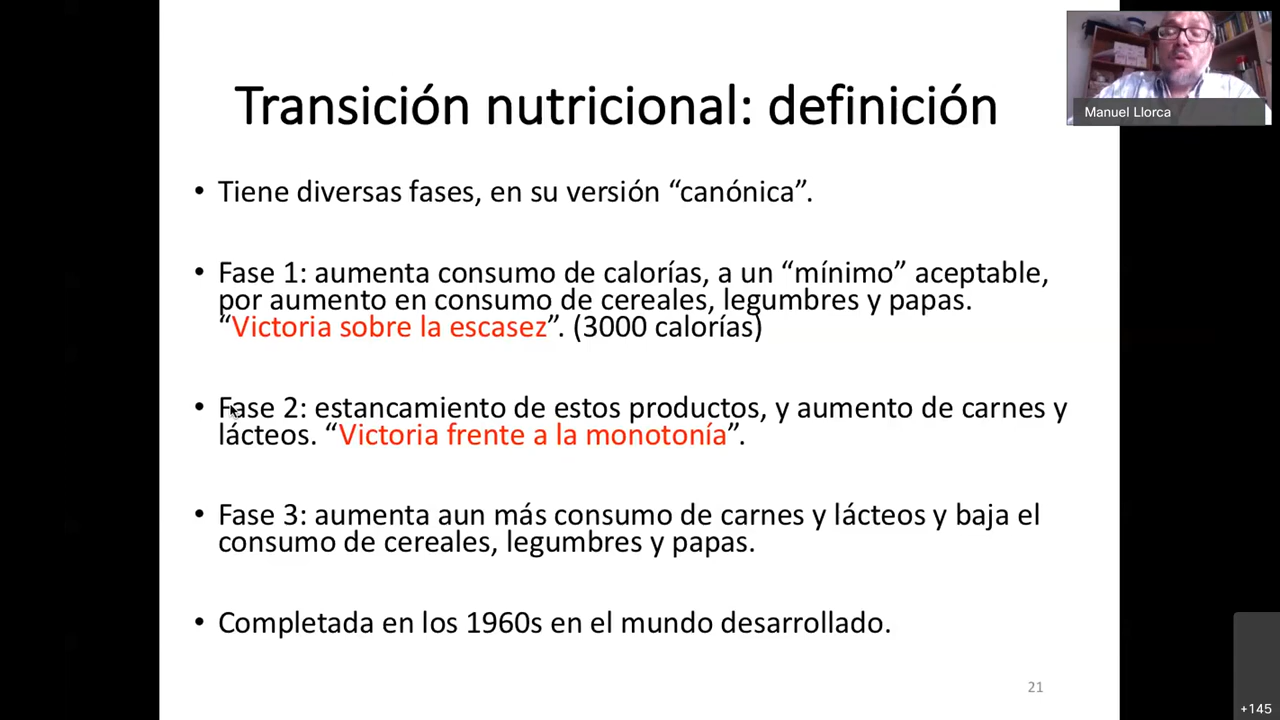 Transición nutricional: definición
Manuel Llorca
• Tiene diversas fases, en su versión “canónica”.
• Fase 1: aumenta consumo de calorías, a un “mínimo” aceptable,
por aumento en consumo de cereales, legumbres y papas.
“Victoria sobre la escasez”. (3000 calorías)
• Fase 2: estancamiento de estos productos, y aumento de carnes y
lácteos. “Victoria frente a la monotonía”.
• Fase 3: aumenta aun más consumo de carnes y lácteos y baja el
consumo de cereales, legumbres y papas.
• Completada en los 1960s en el mundo desarrollado.
21
+145